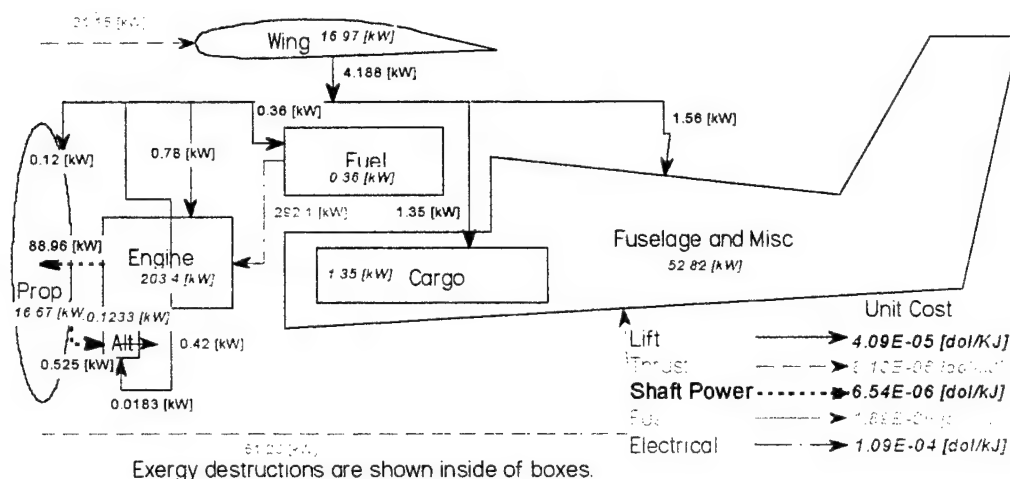 21.15 [kW]
Wing 16.97 [kW]
4.188 [kW]
0.36 [kW]
1.56 [kW]
0.12 [kW]
0.78 [kW]
Fuel
0.36 [kW]
292.1 [kW]
1.35 [kW]
88.96 [kW]
Engine
203.4 [kW]
Fuselage and Misc
52.82 [kW]
1.35 [kW] Cargo
Prop
16.67 [kW
0.1233 [kW]
Alt
0.42 [kW]
0.525 [kW]
0.0183 [kW]
Unit Cost
Lift 4.09E-05 [dol/KJ]
Thrust
Shaft Power 6.54E-06 [dol/kJ]
Electrical 1.09E-04 [dol/kJ]
Exergy destructions are shown inside of boxes.